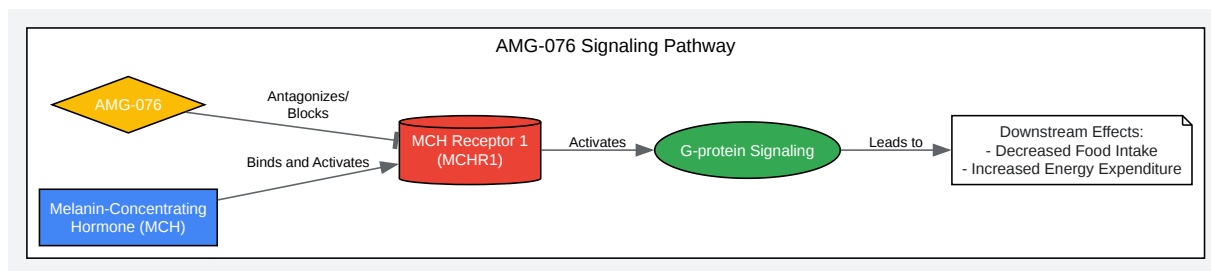 AMG-076 Signaling Pathway
AMG-076
Antagonizes/
Blocks
Melanin-Concentrating
Hormone (MCH)
Binds and Activates
MCH Receptor 1
(MCHR1)
Activates
G-protein Signaling
Leads to
Downstream Effects:
- Decreased Food Intake
- Increased Energy Expenditure